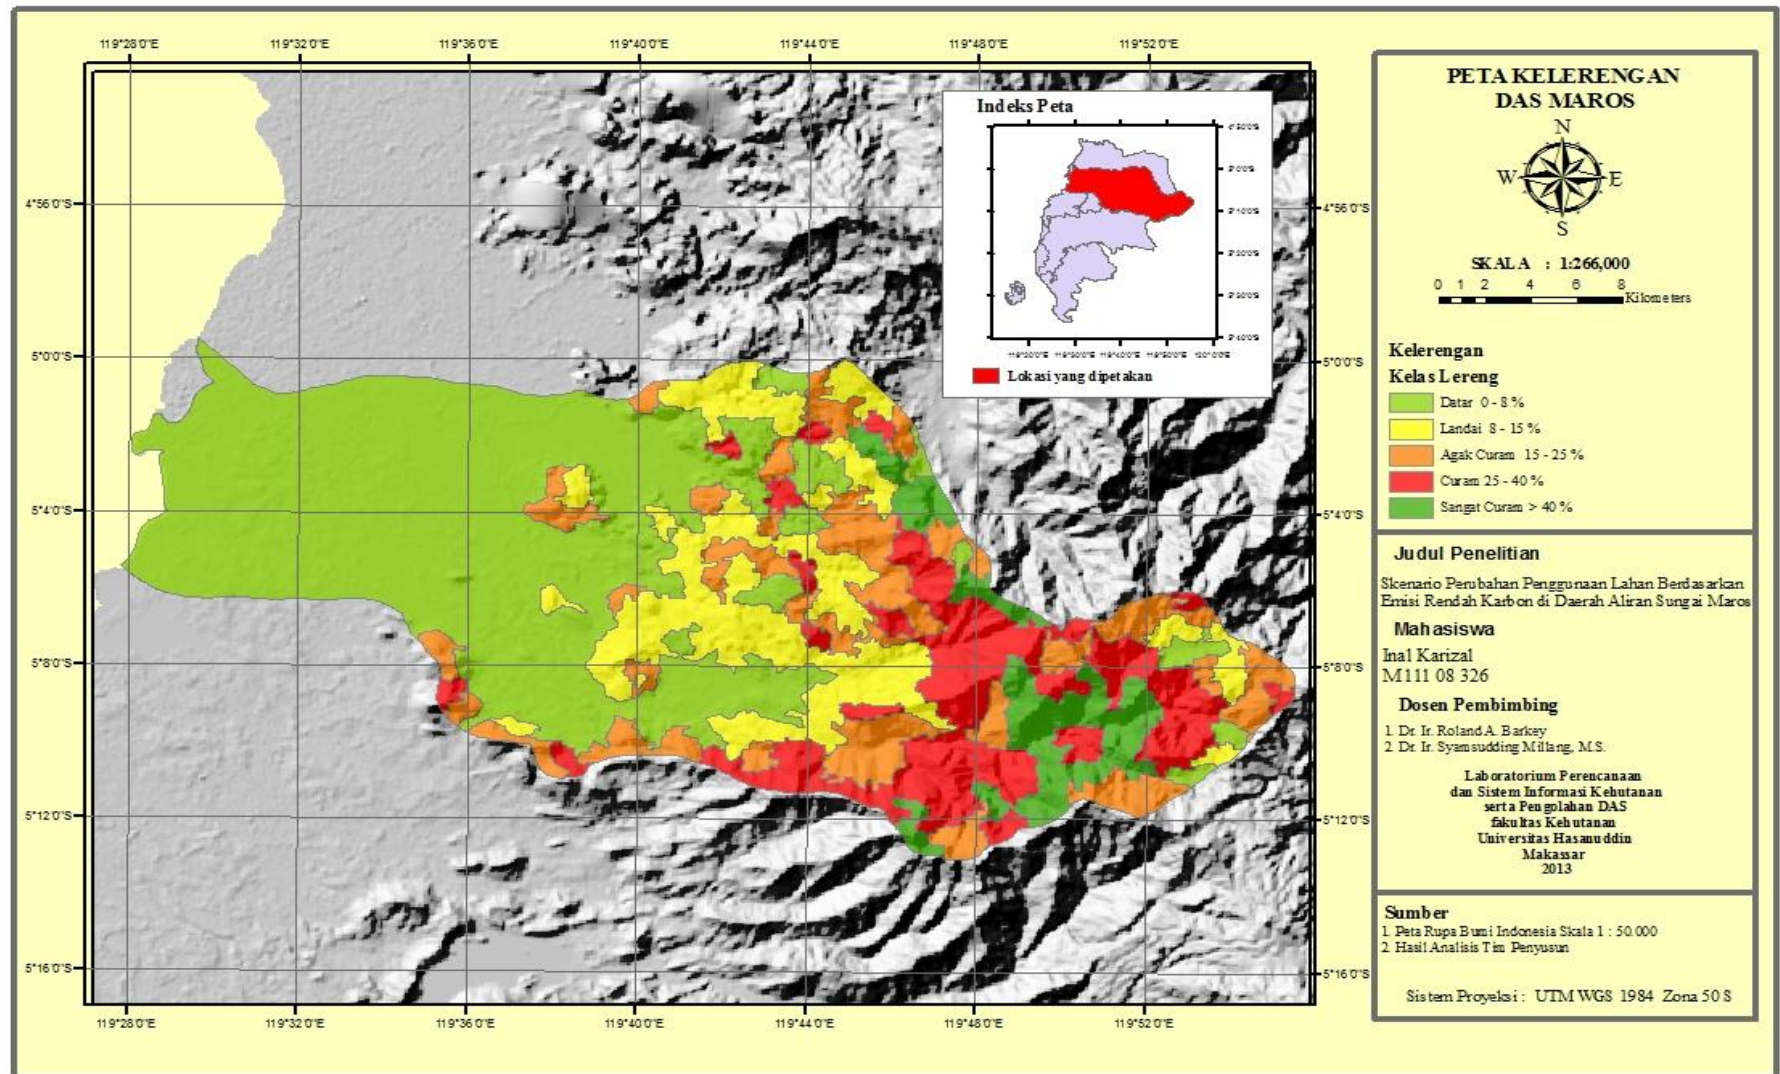 119°28'0"E 119°32'0"E 119°36'0"E 119°40'0"E 119°44'0"E 119°48'0"E 119°52'0"E
4°56'0"S 4°56'0"S
5°0'0"S 5°0'0"S
5°4'0"S 5°4'0"S
5°8'0"S 5°8'0"S
5°12'0"S 5°12'0"S
5°16'0"S 5°16'0"S
119°28'0"E 119°32'0"E 119°36'0"E 119°40'0"E 119°44'0"E 119°48'0"E 119°52'0"E
Indeks Peta
Lokasi yang dipetakan
PETA KELERENGAN
DAS MAROS
N
W E
S
SKALA : 1:266,000
0 1 2 4 6 8
Kilometers
Kelerengan
Kelas Lereng
Datar 0 - 8 %
Landai 8 - 15 %
Agak Curam 15 - 25 %
Curam 25 - 40 %
Sangat Curam > 40 %
Judul Penelitian
Skenario Perubahan Penggunaan Lahan Berdasarkan
Emisi Rendah Karbon di Daerah Aliran Sungai Maros
Mahasiswa
Inal Karizal
M111 08 326
Dosen Pembimbing
1. Dr. Ir. Roland A. Barkey
2. Dr. Ir. Syamsudding Millang, M.S.
Laboratorium Perencanaan
dan Sistem Informasi Kehutanan
serta Pengolahan DAS
fakultas Kehutanan
Universitas Hasanuddin
Makassar
2013
Sumber
1. Peta Rupa Bumi Indonesia Skala 1 : 50.000
2. Hasil Analisis Tim Penyusun
Sistem Proyeksi : UTM WGS 1984 Zona 50 S